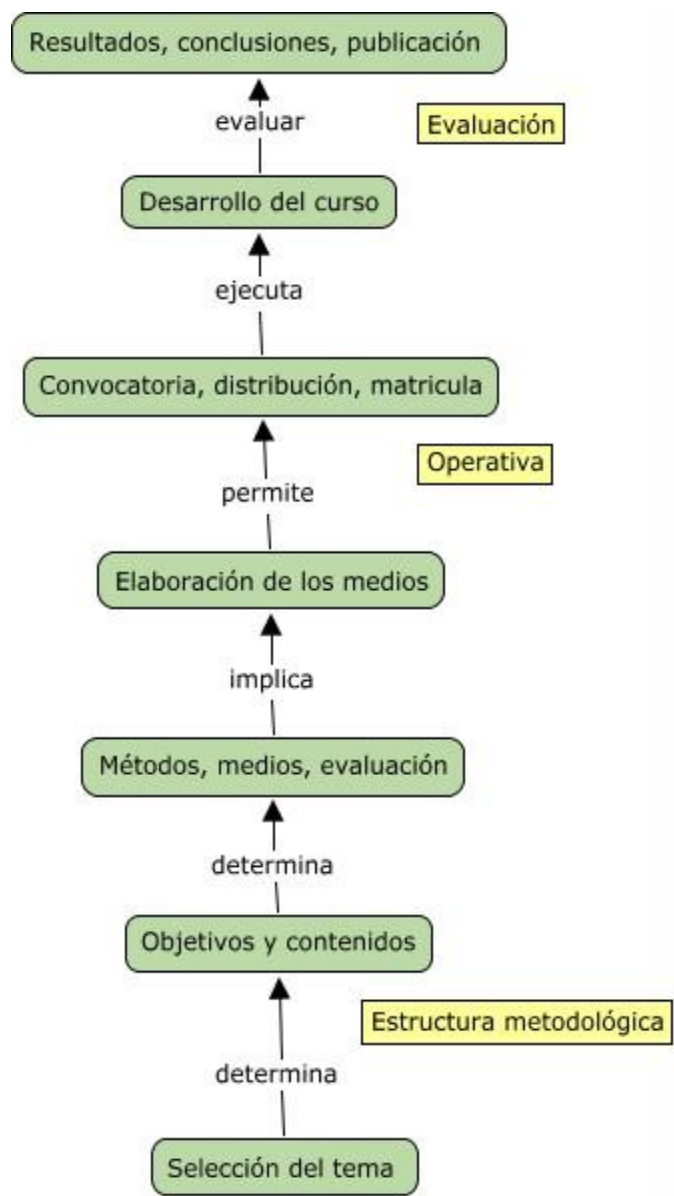 Resultados, conclusiones, publicación
evaluar
Evaluación
Desarrollo del curso
ejecuta
Convocatoria, distribución, matricula
Operativa
permite
Elaboración de los medios
implica
Métodos, medios, evaluación
determina
Objetivos y contenidos
Estructura metodológica
determina
Selección del tema